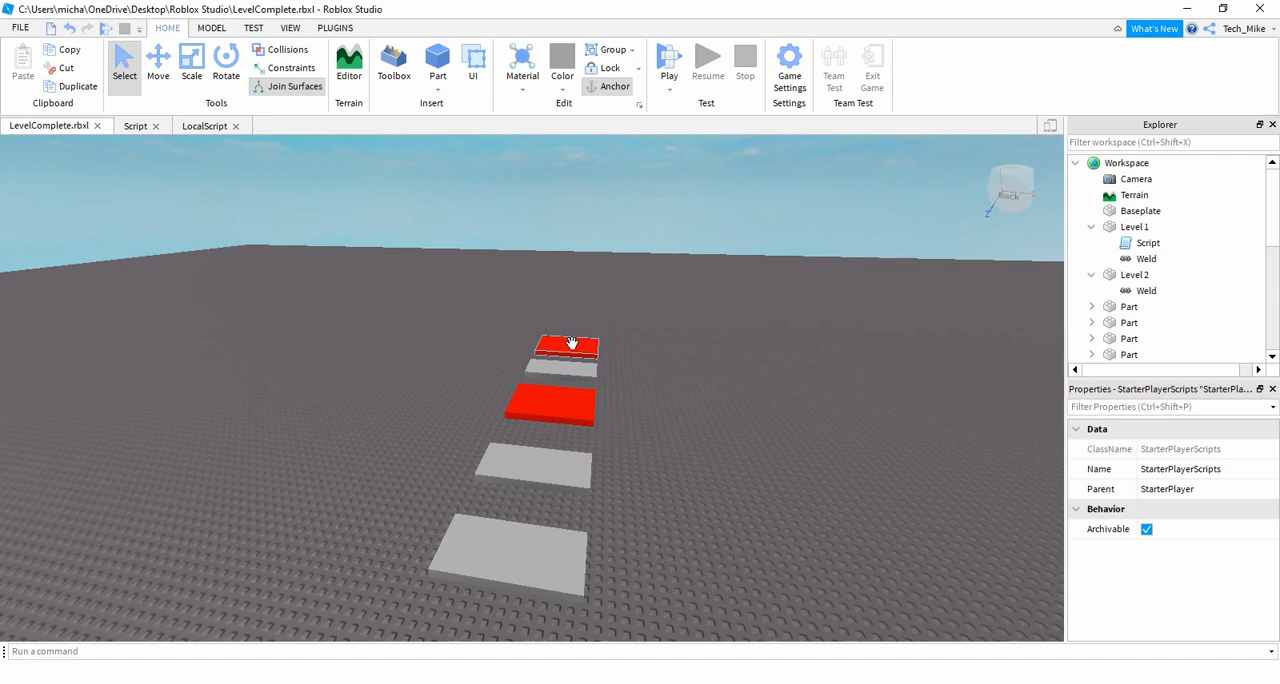 C:\Users\micha\OneDrive\Desktop\Roblox Studio\LevelComplete.rbxl - Roblox Studio
FILE HOME MODEL TEST VIEW PLUGINS What's New Tech_Mike
Paste Copy Cut Duplicate Clipboard
Select Move Scale Rotate Collisions Constraints Join Surfaces Tools
Editor Terrain
Toolbox Part UI Insert
Material Color Group Lock Anchor Edit
Play Resume Stop Test
Game Settings Settings
Team Test Exit Game Team Test
LevelComplete.rbxl Script LocalScript
Back
Z
Explorer
Filter workspace (Ctrl+Shift+X)
Workspace
Camera
Terrain
Baseplate
Level 1
Script
Weld
Level 2
Weld
Part
Part
Part
Part
Properties - StarterPlayerScripts "StarterPla...
Filter Properties (Ctrl+Shift+P)
Data
ClassName StarterPlayerScripts
Name StarterPlayerScripts
Parent StarterPlayer
Behavior
Archivable
Run a command